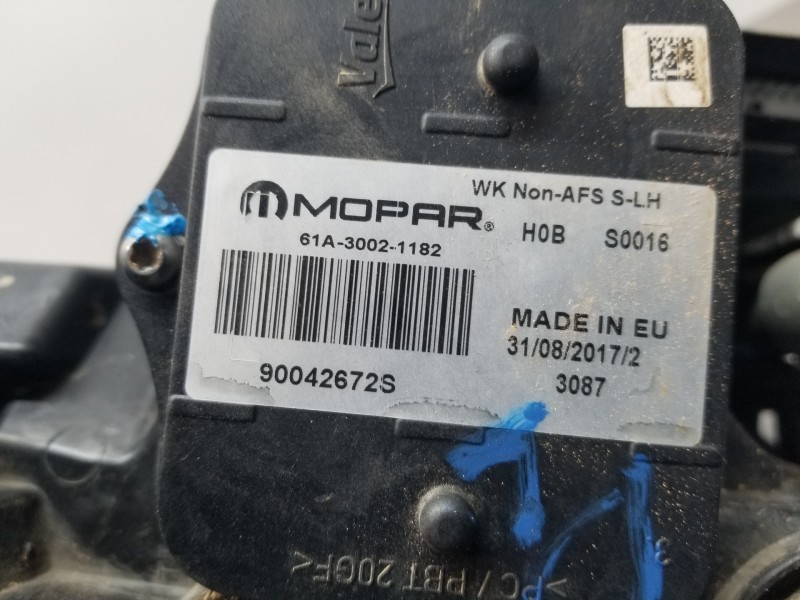 Vale
WK Non-AFS S-LH
MOPAR®
H0B S0016
61A-3002-1182
MADE IN EU
31/08/2017/2
90042672S
3087
>PC/PBT 20GF<